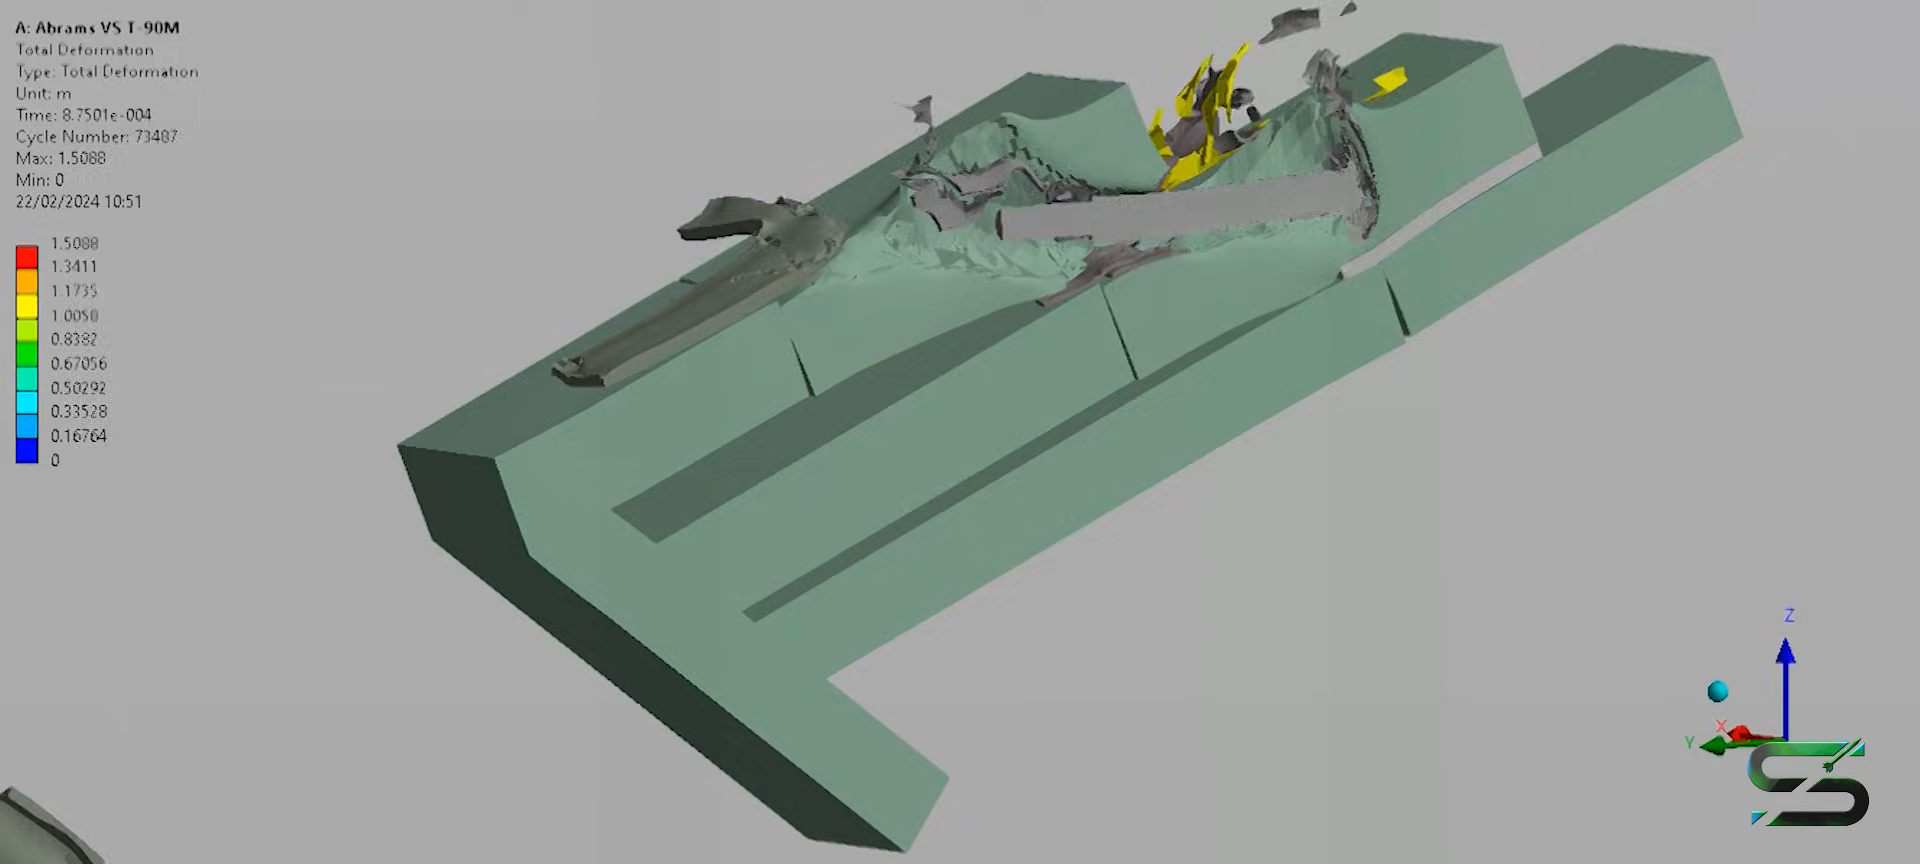 A: Abrams VS T-90M
Total Deformation
Type: Total Deformation
Unit: m
Time: 8.7501e-004
Cycle Number: 73487
Max: 1.5088
Min: 0
22/02/2024 10:51
1.5088
1.3411
1.1735
1.0058
0.8382
0.67056
0.50292
0.33528
0.16764
0
Z
X
Y